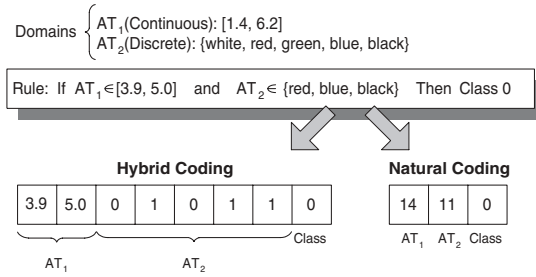 Domains
AT1(Continuous): [1.4, 6.2]
AT2(Discrete): {white, red, green, blue, black}
Rule: If AT1∈[3.9, 5.0] and AT2∈ {red, blue, black} Then Class 0
Hybrid Coding
Natural Coding
3.9 5.0 0 1 0 1 1 0
14 11 0
Class
AT1 AT2 Class
AT1
AT2